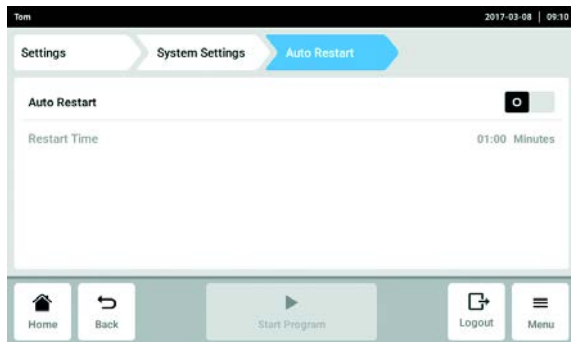 Tom 2017-03-08 | 09:10
Settings System Settings Auto Restart
Auto Restart O
Restart Time 01:00 Minutes
Home Back Start Program Logout Menu